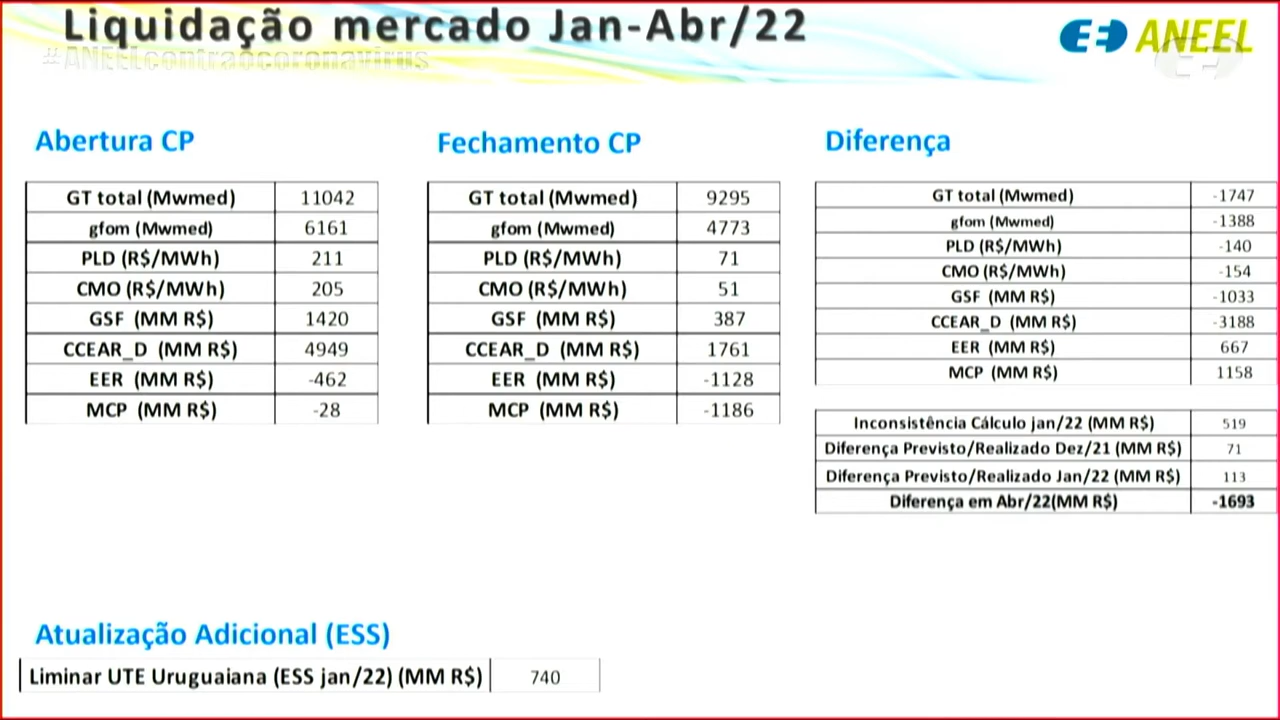 Liquidação mercado Jan-Abr/22
ANEEL
#ANEELcontraocoronavirus
Abertura CP
GT total (Mwmed) 11042
gfom (Mwmed) 6161
PLD (R$/MWh) 211
CMO (R$/MWh) 205
GSF (MM R$) 1420
CCEAR_D (MM R$) 4949
EER (MM R$) -462
MCP (MM R$) -28
Fechamento CP
GT total (Mwmed) 9295
gfom (Mwmed) 4773
PLD (R$/MWh) 71
CMO (R$/MWh) 51
GSF (MM R$) 387
CCEAR_D (MM R$) 1761
EER (MM R$) -1128
MCP (MM R$) -1186
Diferença
GT total (Mwmed) -1747
gfom (Mwmed) -1388
PLD (R$/MWh) -140
CMO (R$/MWh) -154
GSF (MM R$) -1033
CCEAR_D (MM R$) -3188
EER (MM R$) 667
MCP (MM R$) 1158
Inconsistência Cálculo jan/22 (MM R$) 519
Diferença Previsto/Realizado Dez/21 (MM R$) 71
Diferença Previsto/Realizado Jan/22 (MM R$) 113
Diferença em Abr/22(MM R$) -1693
Atualização Adicional (ESS)
Liminar UTE Uruguaiana (ESS jan/22) (MM R$) 740